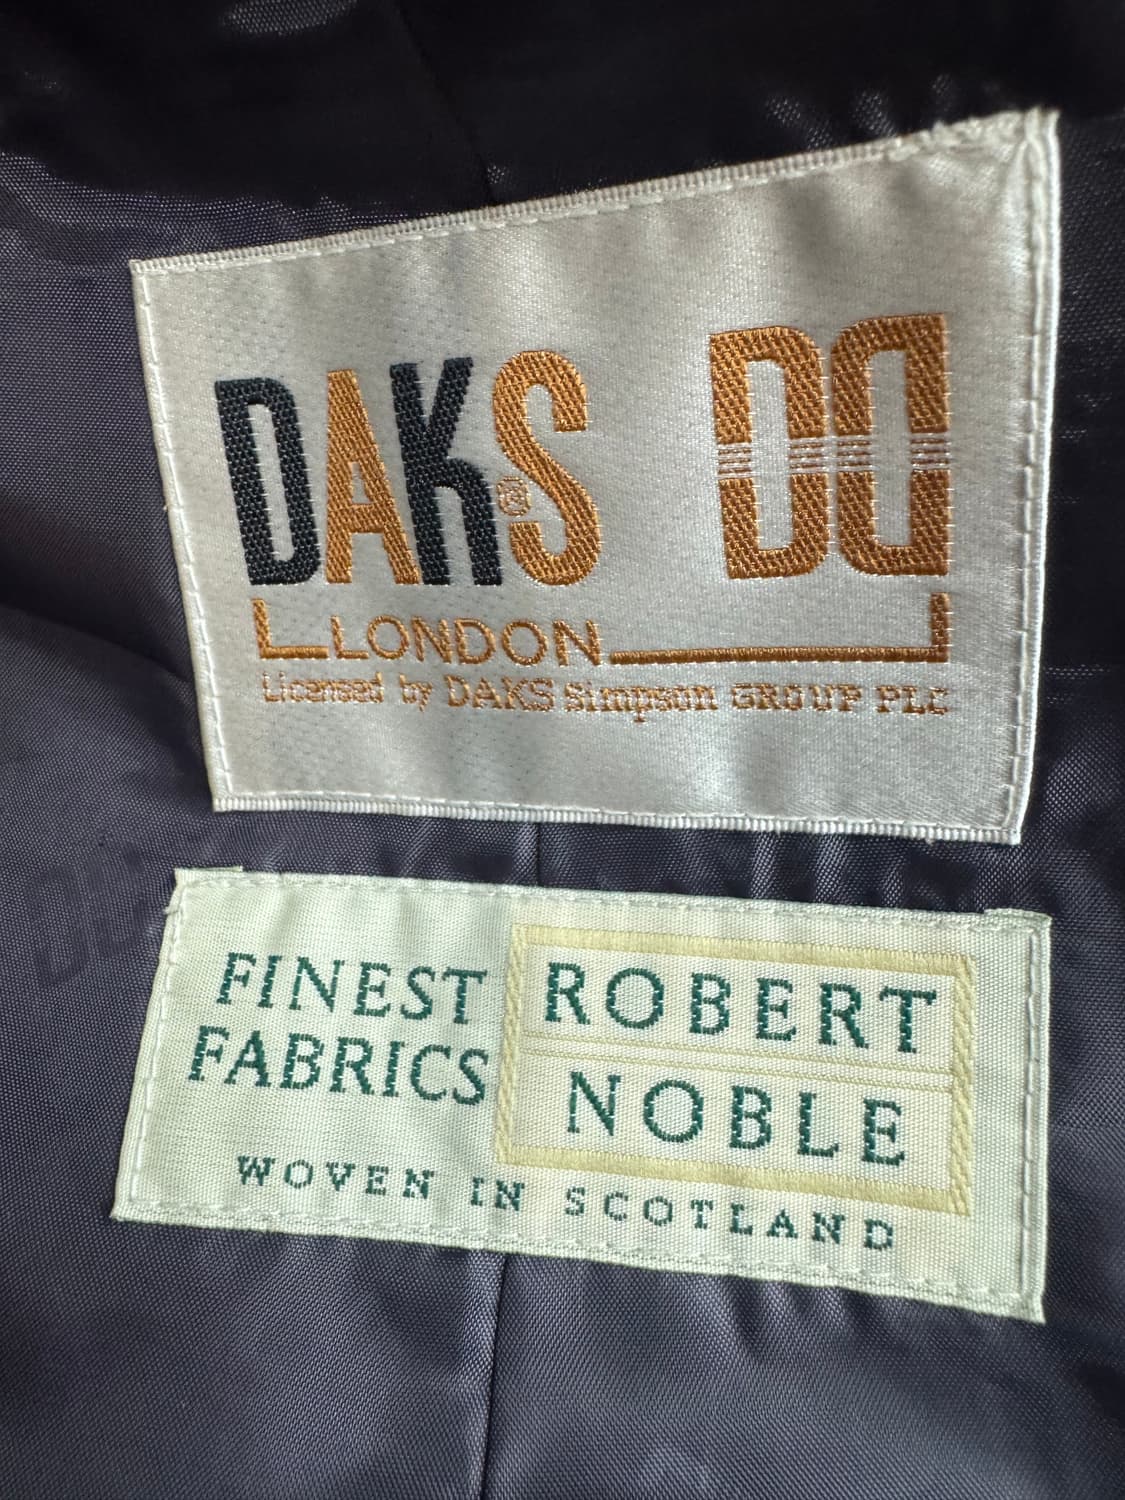 DAKS DD
LONDON
Licensed by DAKS Simpson GROUP PLC
FINEST
FABRICS
ROBERT
NOBLE
WOVEN IN SCOTLAND